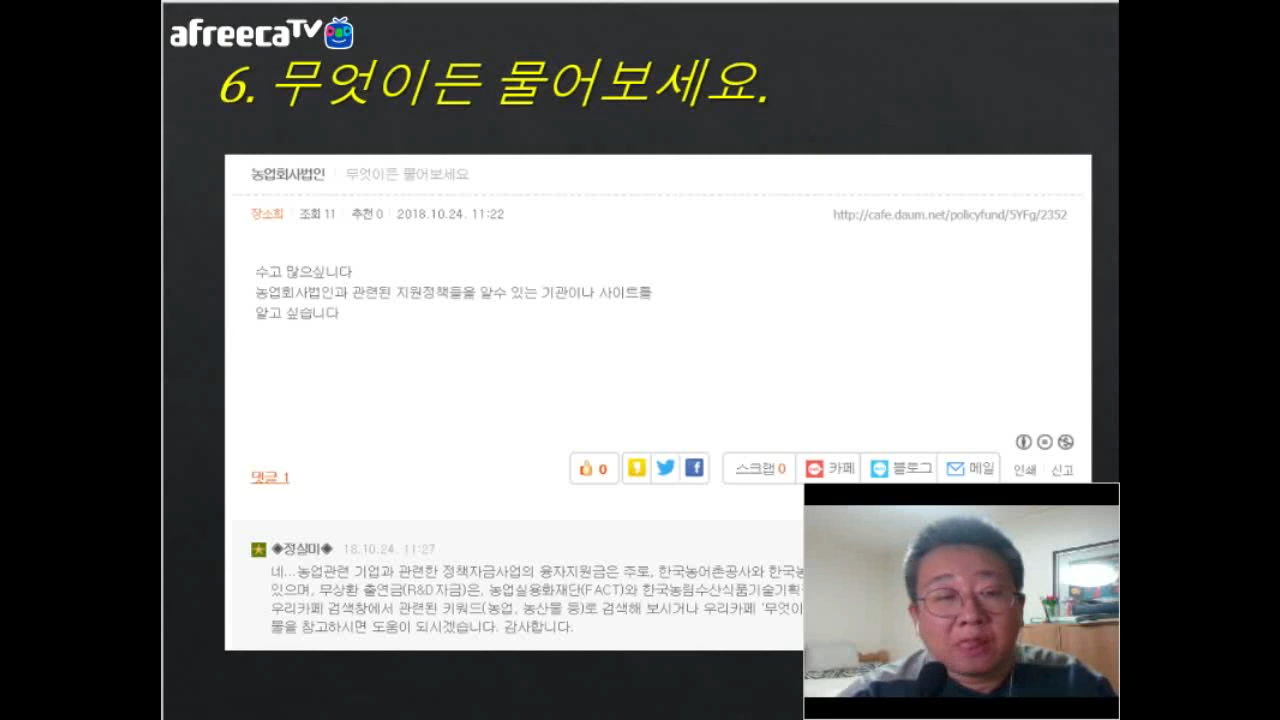 afreecaTV
6. 무엇이든 물어보세요.
농업회사법인 무엇이든 물어보세요
장소희 조회 11 추천 0 2018.10.24. 11:22 http://cafe.daum.net/policyfund/5YFg/2352
수고 많으싶니다
농업회사법인과 관련된 지원정책들을 알수 있는 기관이나 사이트를
알고 싶습니다
댓글 1 0 스크랩 0 카페 블로그 메일 인쇄 신고
◈정실미◈ 18.10.24. 11:27
네...농업관련 기업과 관련한 정책자금사업의 융자지원금은 주로, 한국농어촌공사와 한국농
있으며, 무상환 출연금(R&D자금)은, 농업실용화재단(FACT)와 한국농림수산식품기술기획
우리카페 검색창에서 관련된 키워드(농업, 농산물 등)로 검색해 보시거나 우리카페 '무엇이
물을 참고하시면 도움이 되시겠습니다. 감사합니다.